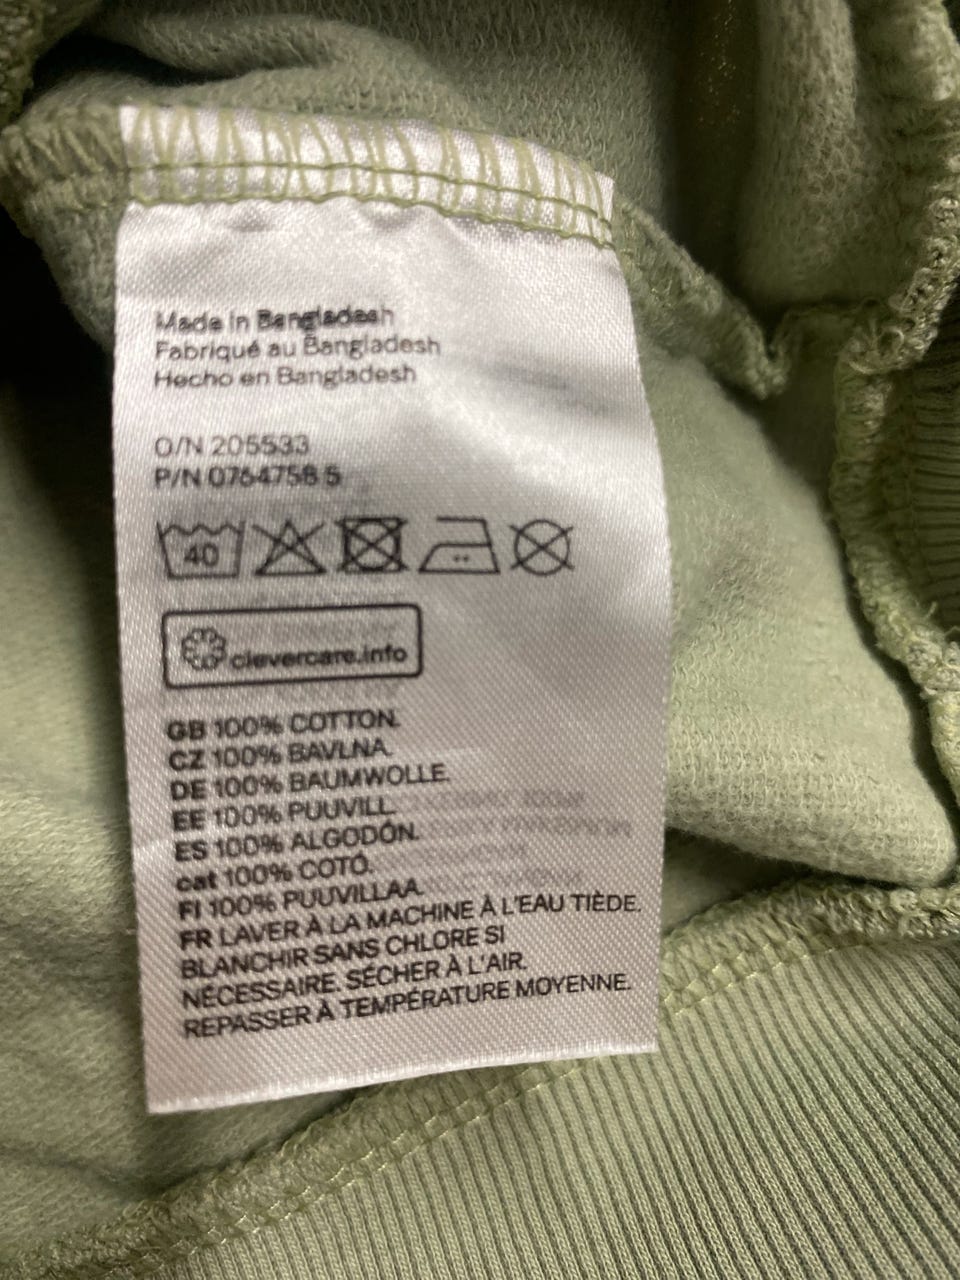 Made in Bangladesh
Fabriqué au Bangladesh
Hecho en Bangladesh
O/N 205533
P/N 0764758 5
40
clevercare.info
GB 100% COTTON.
CZ 100% BAVLNA.
DE 100% BAUMWOLLE.
EE 100% PUUVILL.
ES 100% ALGODÓN.
cat 100% COTÓ.
FI 100% PUUVILLAA.
FR LAVER À LA MACHINE À L'EAU TIÈDE.
BLANCHIR SANS CHLORE SI
NÉCESSAIRE. SÉCHER À L'AIR.
REPASSER À TEMPÉRATURE MOYENNE.